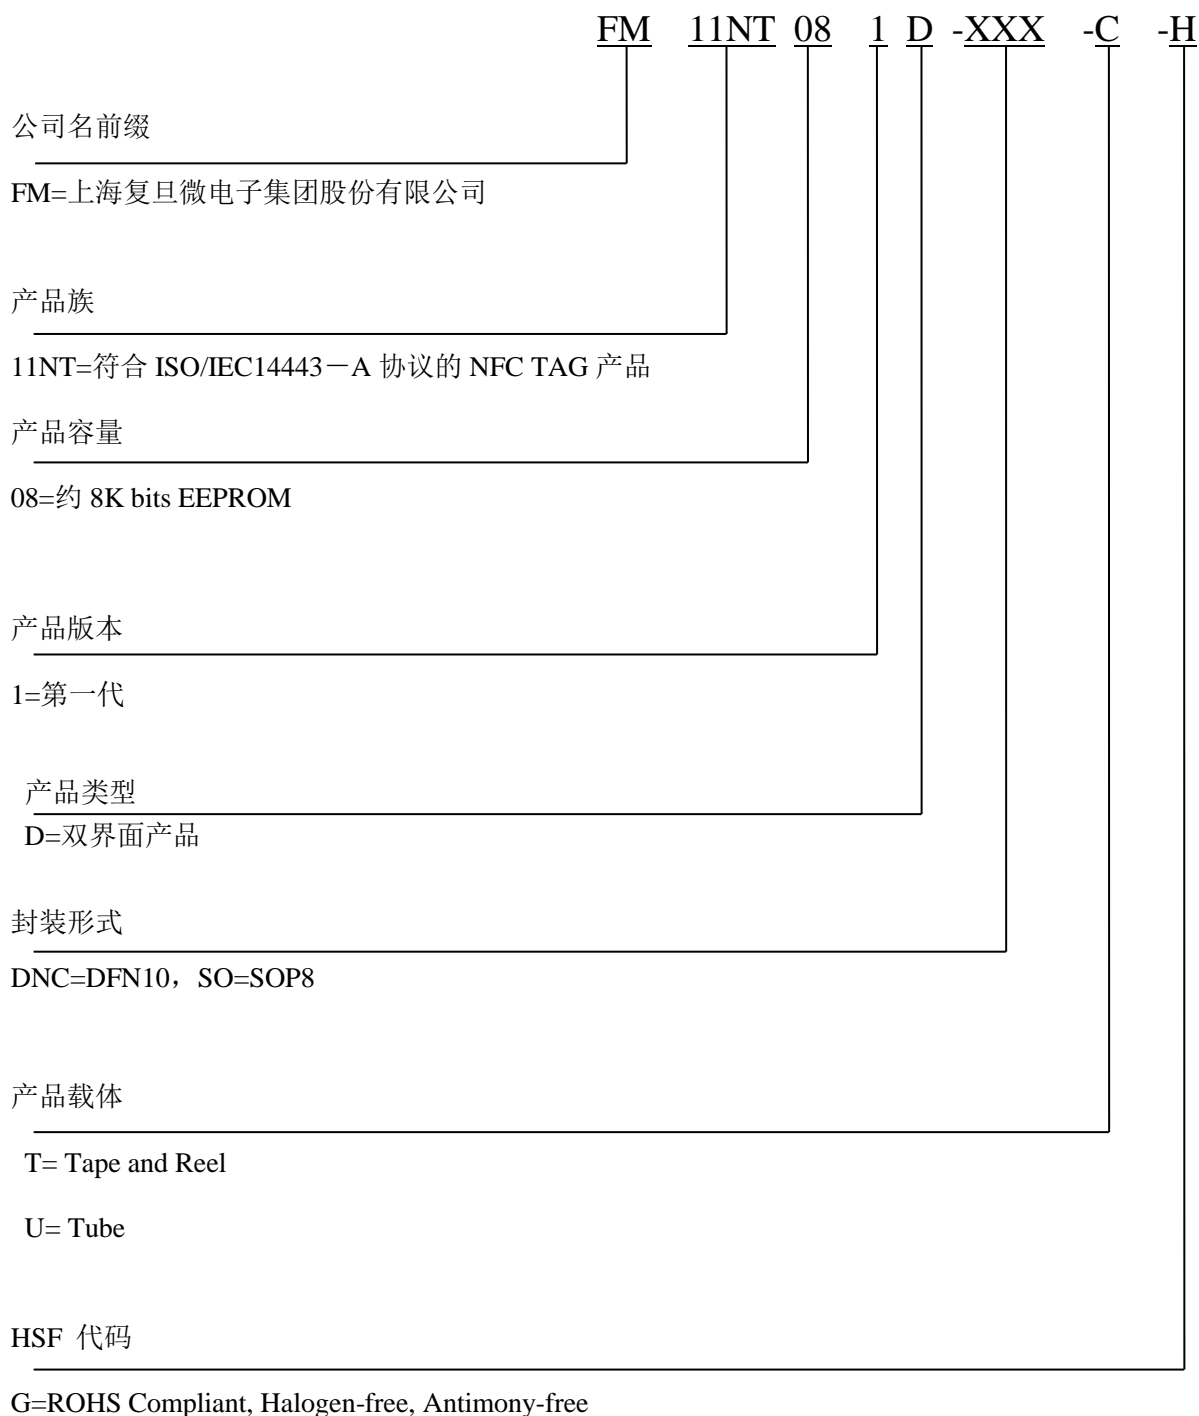 FM 11NT 08 1 D -XXX -C -H
公司名前缀
FM=上海复旦微电子集团股份有限公司
产品族
11NT=符合 ISO/IEC14443－A 协议的 NFC TAG 产品
产品容量
08=约 8K bits EEPROM
产品版本
1=第一代
产品类型
D=双界面产品
封装形式
DNC=DFN10，SO=SOP8
产品载体
T= Tape and Reel
U= Tube
HSF 代码
G=ROHS Compliant, Halogen-free, Antimony-free